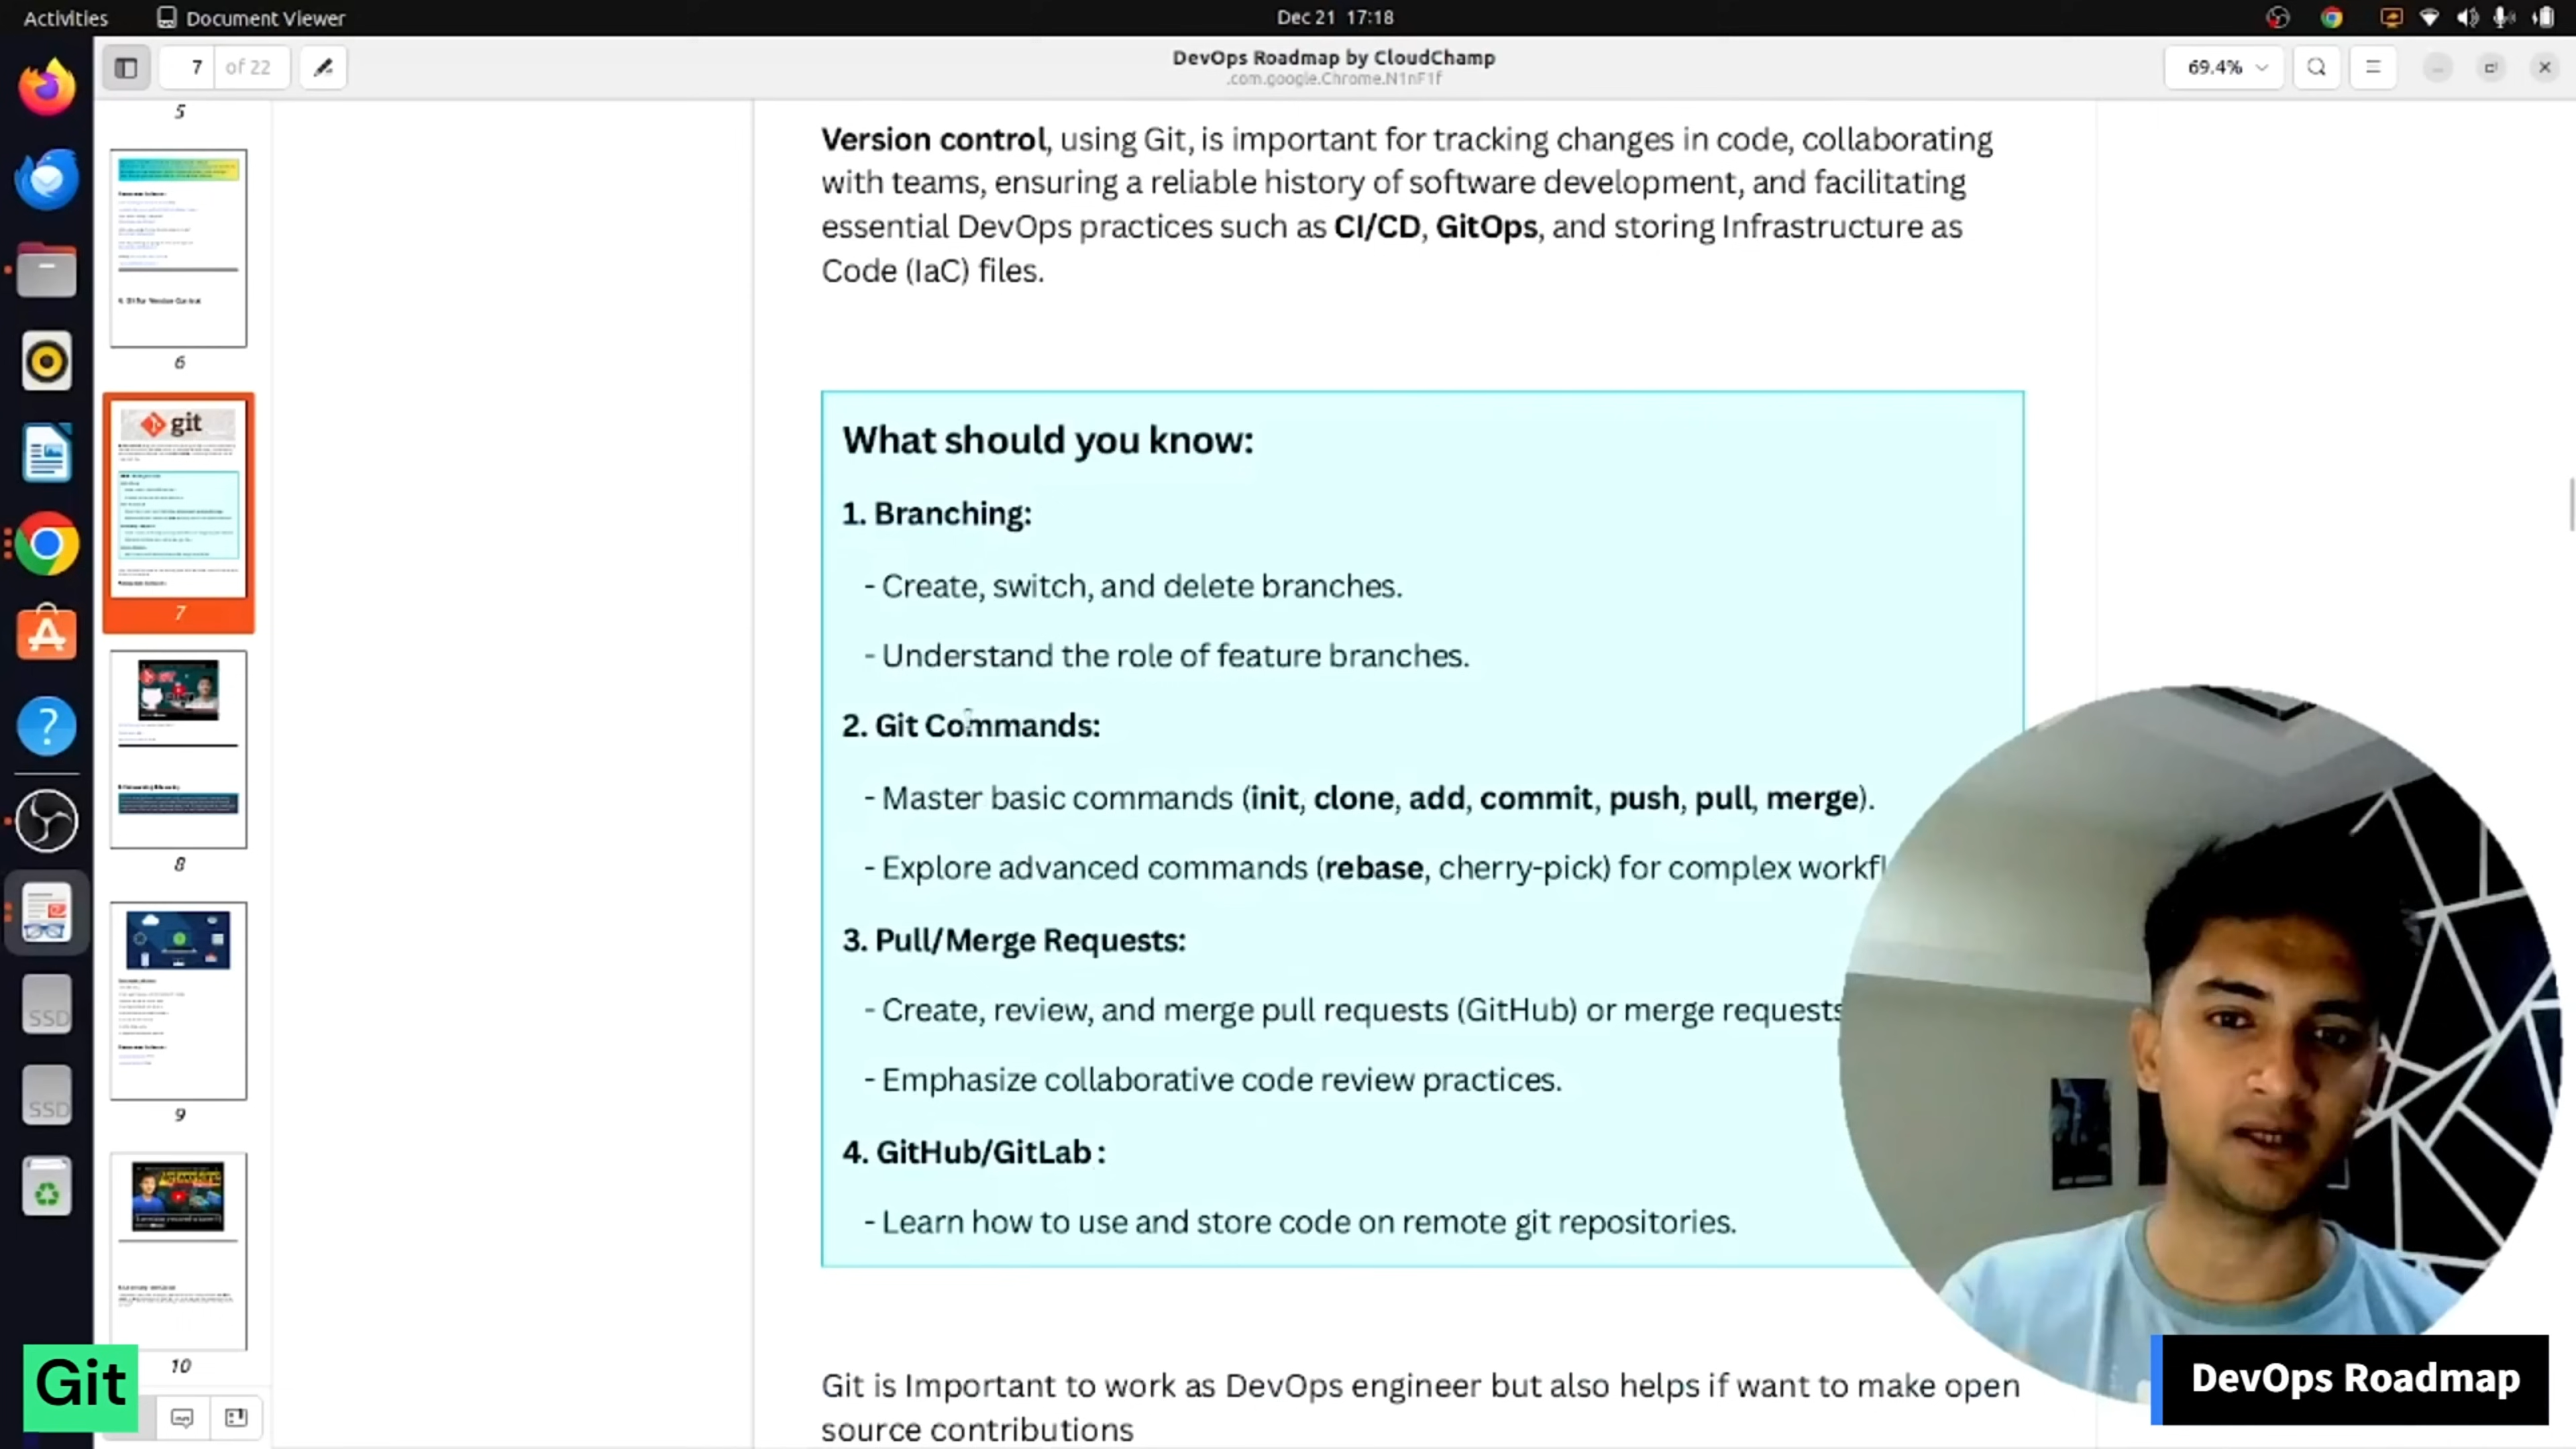 Activities
Document Viewer
Dec 21 17:18
7 of 22
DevOps Roadmap by CloudChamp
.com.google.Chrome.N1nF1f
69.4%
5
6
git
7
8
9
10
SSD
SSD
Version control, using Git, is important for tracking changes in code, collaborating
with teams, ensuring a reliable history of software development, and facilitating
essential DevOps practices such as CI/CD, GitOps, and storing Infrastructure as
Code (IaC) files.
What should you know:
1. Branching:
- Create, switch, and delete branches.
- Understand the role of feature branches.
2. Git Commands:
- Master basic commands (init, clone, add, commit, push, pull, merge).
- Explore advanced commands (rebase, cherry-pick) for complex workfl
3. Pull/Merge Requests:
- Create, review, and merge pull requests (GitHub) or merge requests
- Emphasize collaborative code review practices.
4. GitHub/GitLab :
- Learn how to use and store code on remote git repositories.
Git is Important to work as DevOps engineer but also helps if want to make open
source contributions
Git
DevOps Roadmap